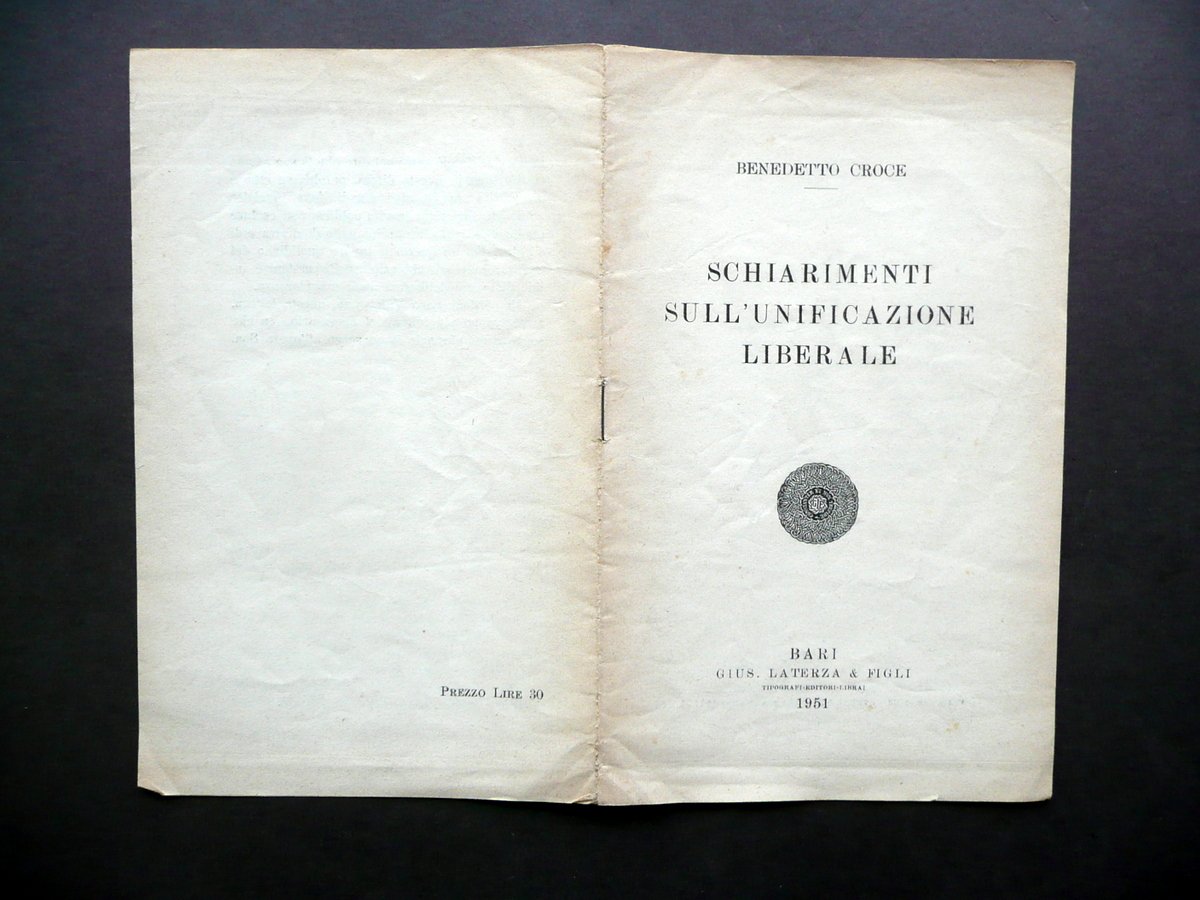 PREZZO LIRE 30
BENEDETTO CROCE
SCHIARIMENTI
SULL'UNIFICAZIONE
LIBERALE
BARI
GIUS. LATERZA & FIGLI
TIPOGRAFI-EDITORI-LIBRAI
1951